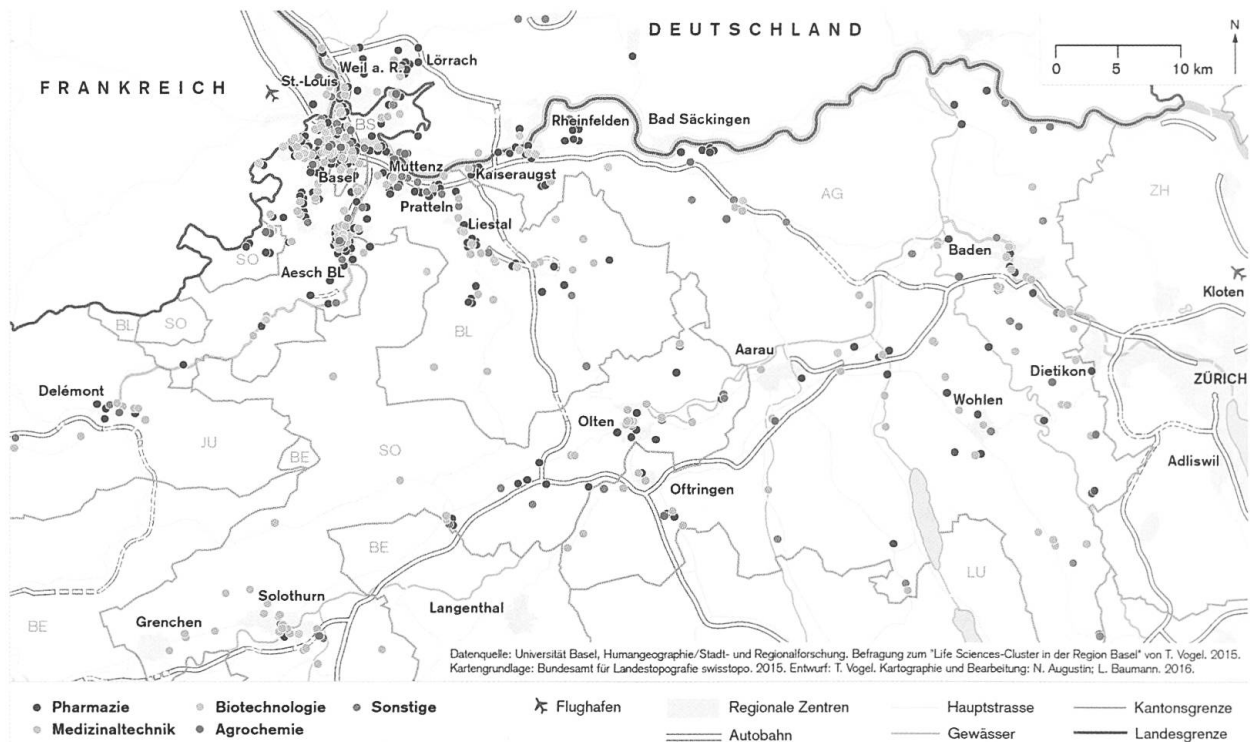 DEUTSCHLAND
N
0 5 10 km
FRANKREICH
Weil a. R.
Lörrach
St.-Louis
BS
Rheinfelden
Bad Säckingen
Basel
Muttenz
Kaiseraugst
Pratteln
AG
ZH
Liestal
SO
Aesch BL
Baden
Kloten
BL
SO
BL
Aarau
Dietikon
ZÜRICH
Delémont
Wohlen
Olten
JU
BE
SO
Adliswil
Oftringen
BE
LU
Solothurn
Langenthal
Grenchen
BE
Datenquelle: Universität Basel, Humangeographie/Stadt- und Regionalforschung. Befragung zum "Life Sciences-Cluster in der Region Basel" von T. Vogel. 2015.
Kartengrundlage: Bundesamt für Landestopografie swisstopo. 2015. Entwurf: T. Vogel. Kartographie und Bearbeitung: N. Augustin; L. Baumann. 2016.
Pharmazie Biotechnologie Sonstige Flughafen Regionale Zentren Hauptstrasse Kantonsgrenze
Medizinaltechnik Agrochemie Autobahn Gewässer Landesgrenze